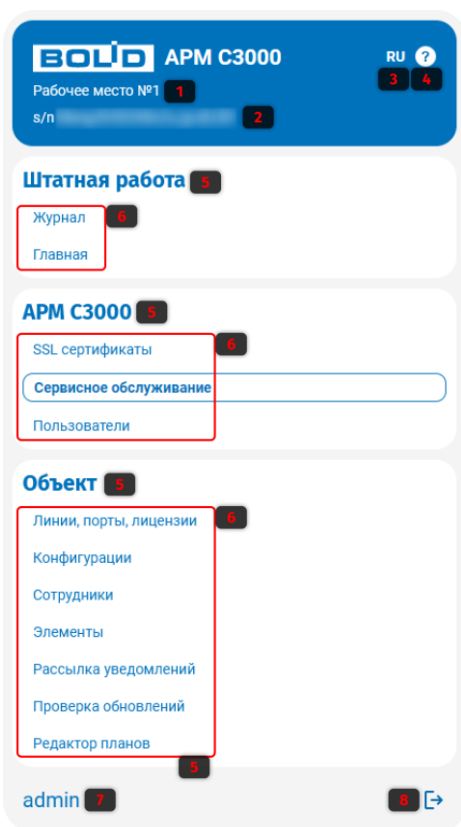 BOLID АРМ С3000 RU ?
Рабочее место №1 1 3 4
s/n 2
Штатная работа 5
Журнал 6
Главная
АРМ С3000 5
SSL сертификаты 6
Сервисное обслуживание
Пользователи
Объект 5
Линии, порты, лицензии 6
Конфигурации
Сотрудники
Элементы
Рассылка уведомлений
Проверка обновлений
Редактор планов
5
admin 7 8